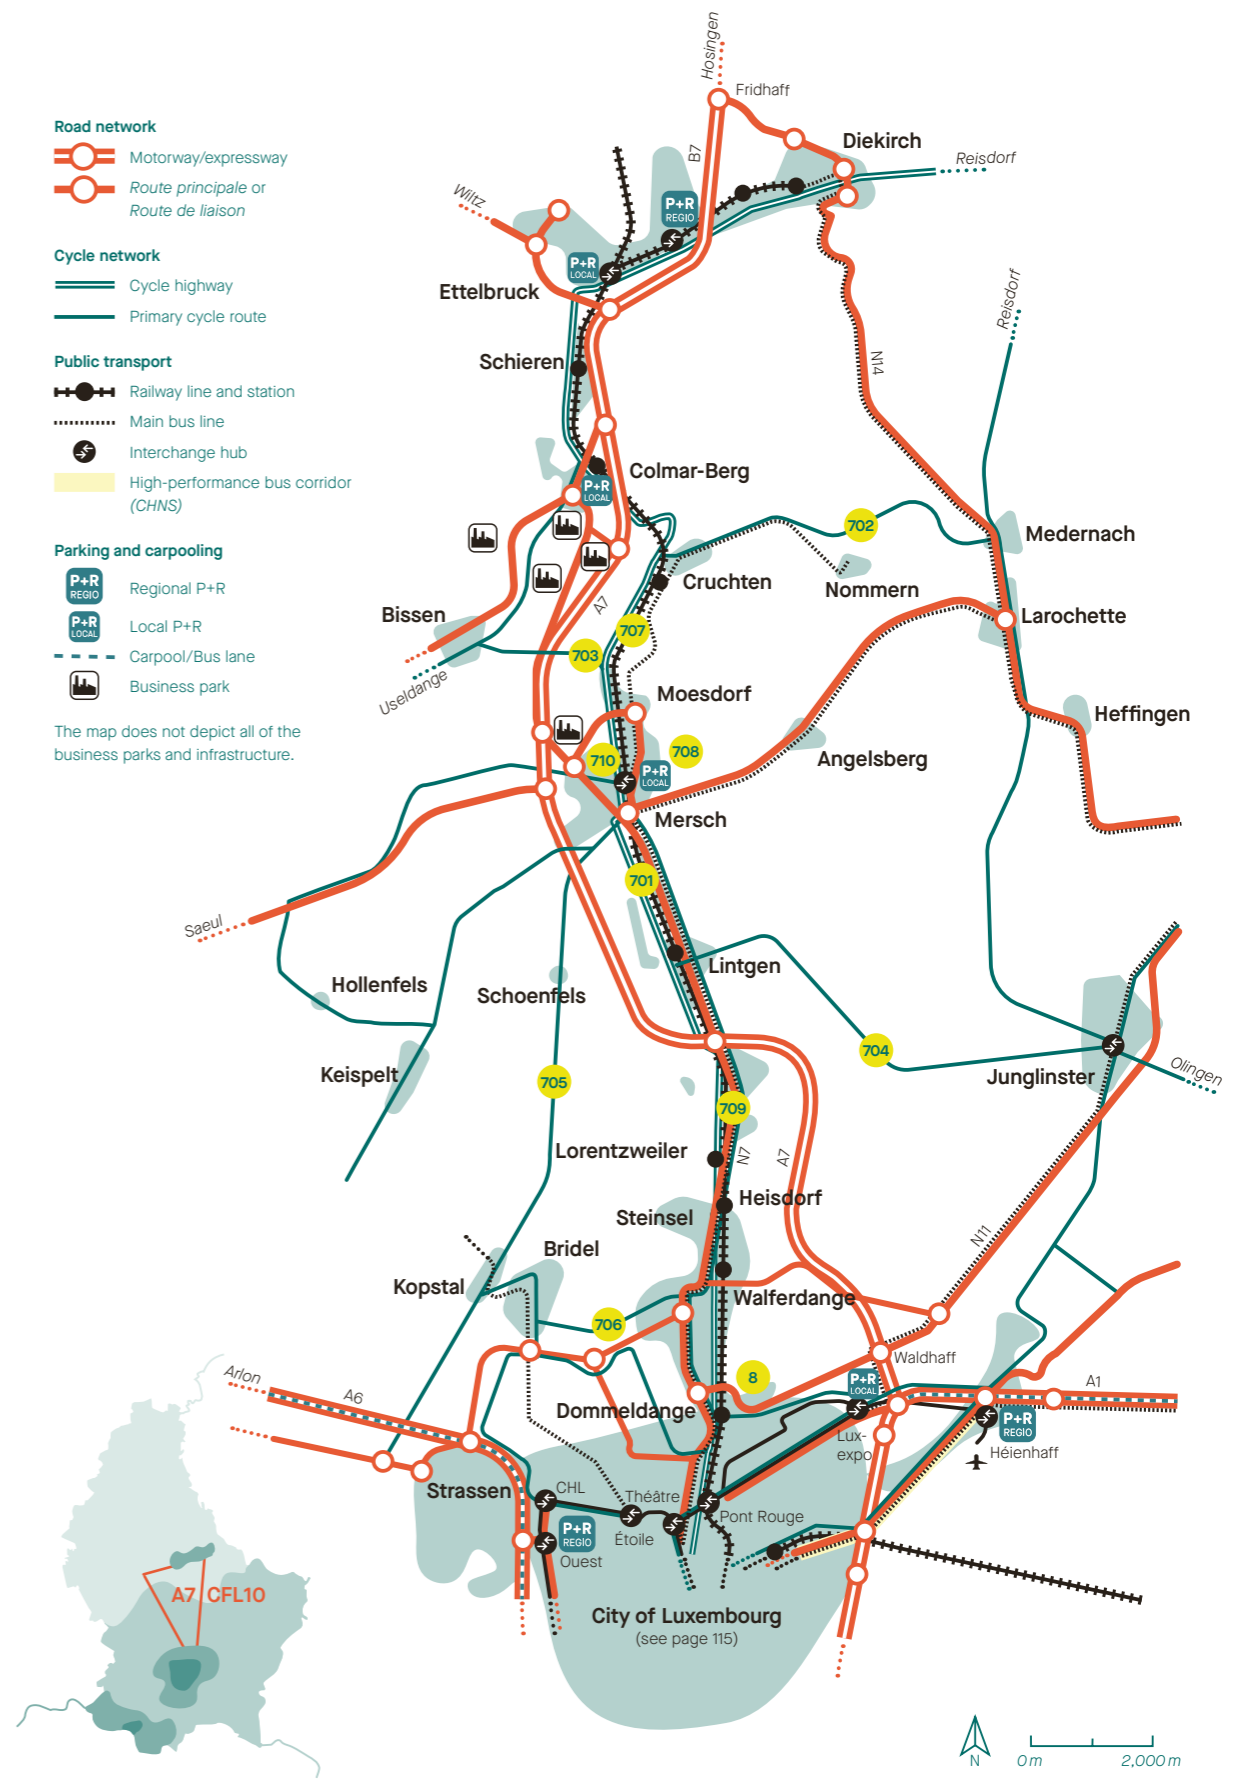 Road network
Motorway/expressway
Route principale or
Route de liaison
Cycle network
Cycle highway
Primary cycle route
Public transport
Railway line and station
Main bus line
Interchange hub
High-performance bus corridor
(CHNS)
Parking and carpooling
P+R
REGIO
Regional P+R
P+R
LOCAL
Local P+R
Carpool/Bus lane
Business park
The map does not depict all of the
business parks and infrastructure.
Hosingen
Fridhaff
B7
Diekirch
Reisdorf
Wiltz
P+R
REGIO
P+R
LOCAL
Ettelbruck
Reisdorf
Schieren
N14
Colmar-Berg
P+R
LOCAL
702
Medernach
Cruchten
Nommern
A7
Bissen
Larochette
707
703
Useldange
Moesdorf
Heffingen
710
708
Angelsberg
P+R
LOCAL
Mersch
701
Saeul
Lintgen
Hollenfels
Schoenfels
704
Keispelt
705
Junglinster
Olingen
709
Lorentzweiler
N7
A7
Heisdorf
Steinsel
N11
Bridel
Kopstal
Walferdange
706
Waldhaff
8
P+R
LOCAL
Arlon
A6
A1
Dommeldange
Lux-
expo
P+R
REGIO
Héienhaff
Strassen
CHL
Théâtre
Pont Rouge
Étoile
P+R
REGIO
Ouest
A7 CFL10
City of Luxembourg
(see page 115)
N
0 m
2,000 m